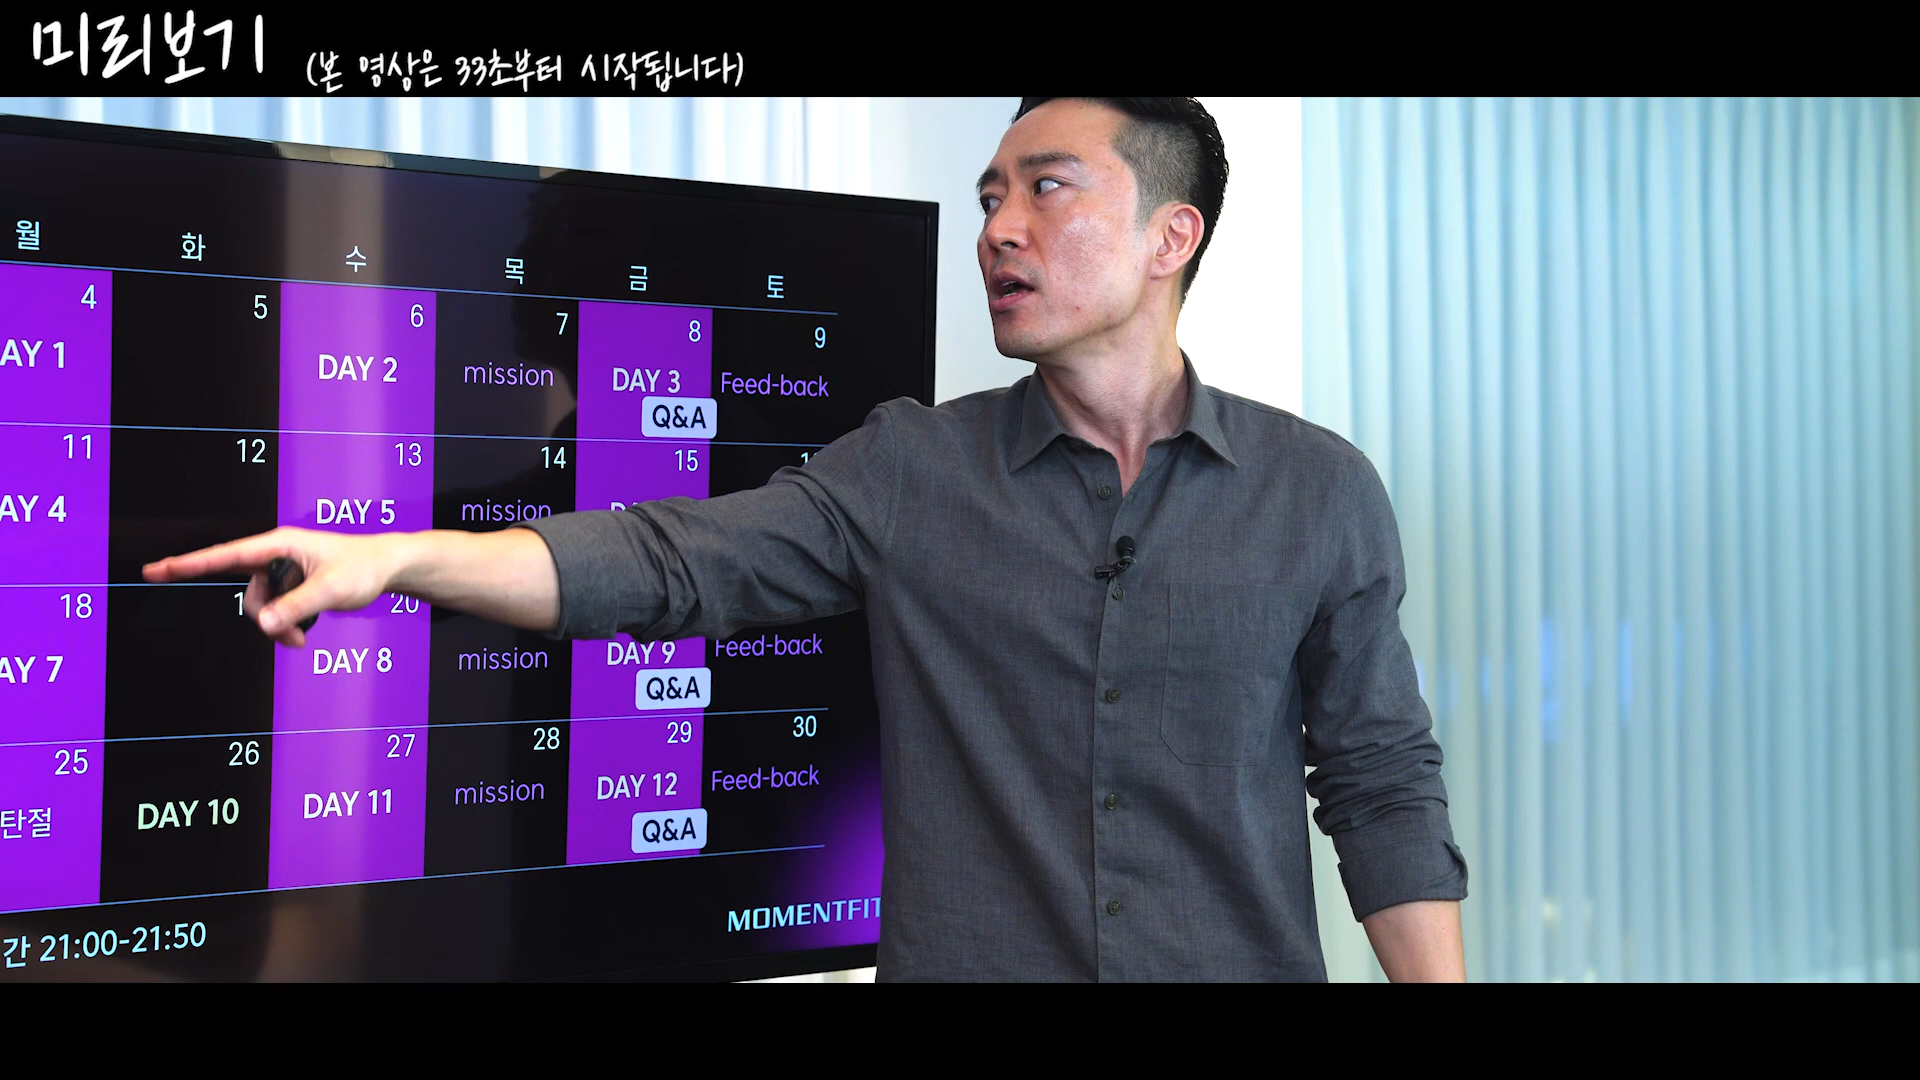 미리보기
(본 영상은 33초부터 시작됩니다)
월 화 수 목 금 토
4 5 6 7 8 9
AY 1 DAY 2 mission DAY 3 Feed-back
Q&A
11 12 13 14 15
AY 4 DAY 5 mission
18 20
AY 7 DAY 8 mission DAY 9 Feed-back
Q&A
25 26 27 28 29 30
탄절 DAY 10 DAY 11 mission DAY 12 Feed-back
Q&A
간 21:00-21:50
MOMENTFIT